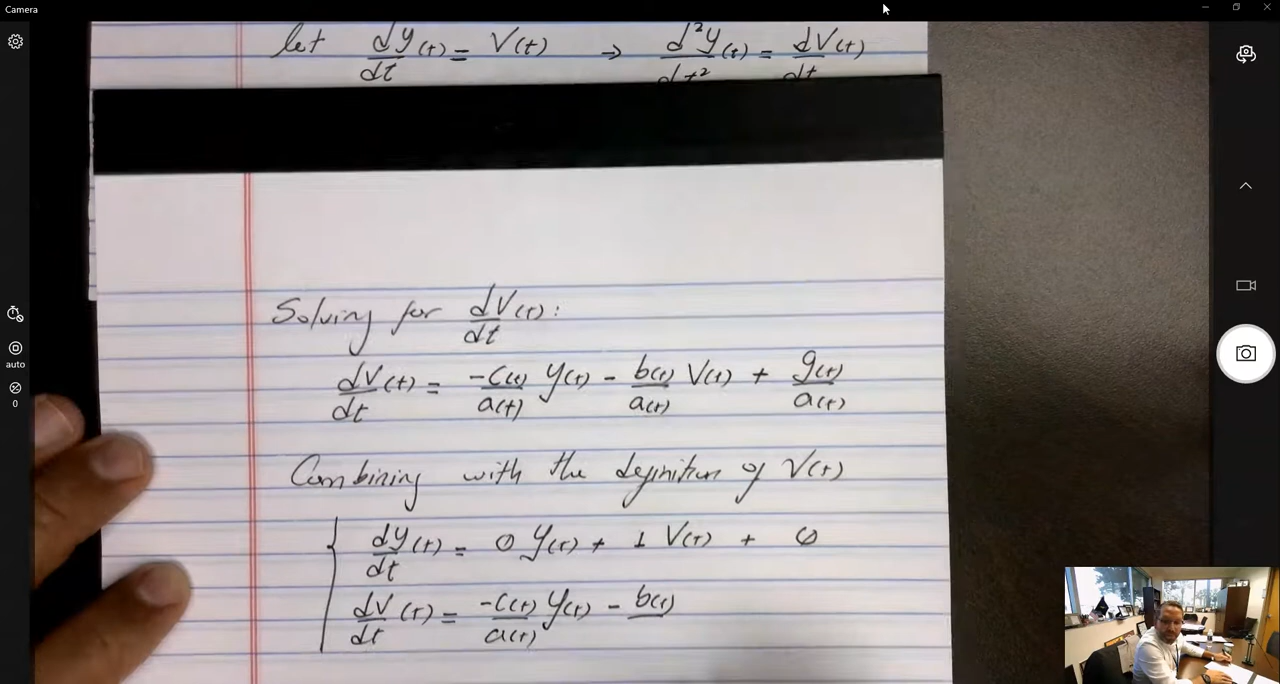 Camera
let dy(t)/dt = V(t) → d²y(t)/dt² = dV(t)/dt
Solving for dV(t)/dt :
dV(t)/dt = -c(t)/a(t) y(t) - b(t)/a(t) V(t) + g(t)/a(t)
Combining with the definition of V(t)
dy(t)/dt = 0 y(t) + 1 V(t) + 0
dV(t)/dt = -c(t)/a(t) y(t) - b(t)
auto
0